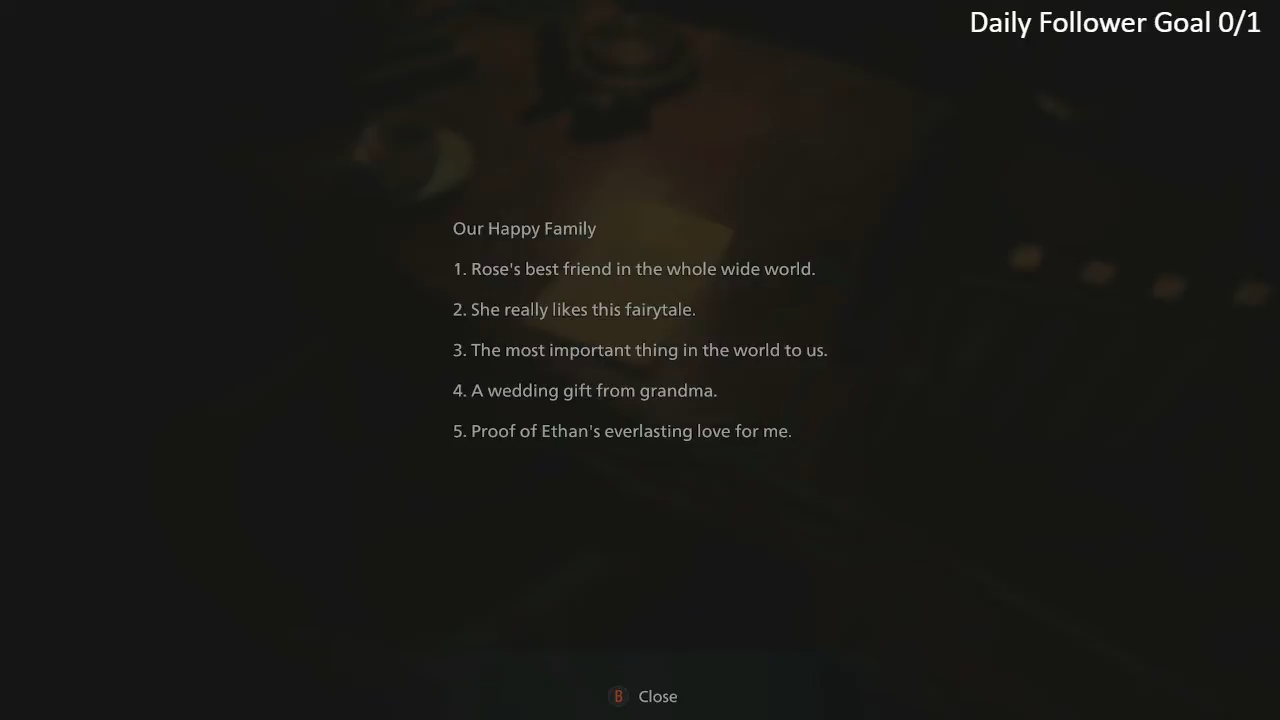 Daily Follower Goal 0/1
Our Happy Family
1. Rose's best friend in the whole wide world.
2. She really likes this fairytale.
3. The most important thing in the world to us.
4. A wedding gift from grandma.
5. Proof of Ethan's everlasting love for me.
B Close